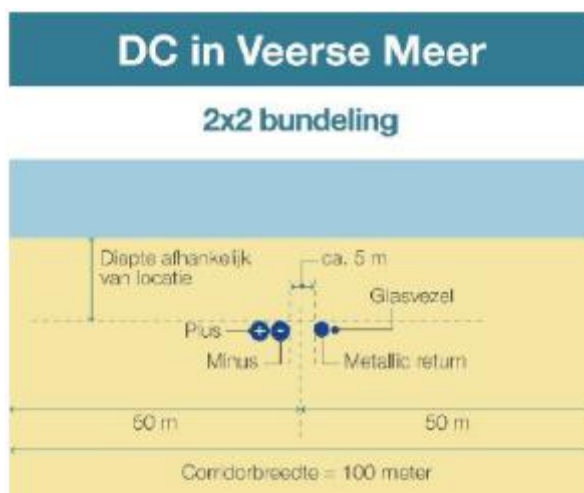 DC in Veerse Meer
2x2 bundeling
Diepte afhankelijk
van locatie
ca. 5 m
Glasvezel
Plus
+ -
Minus
Metallic return
50 m
50 m
Corridorbreedte = 100 meter